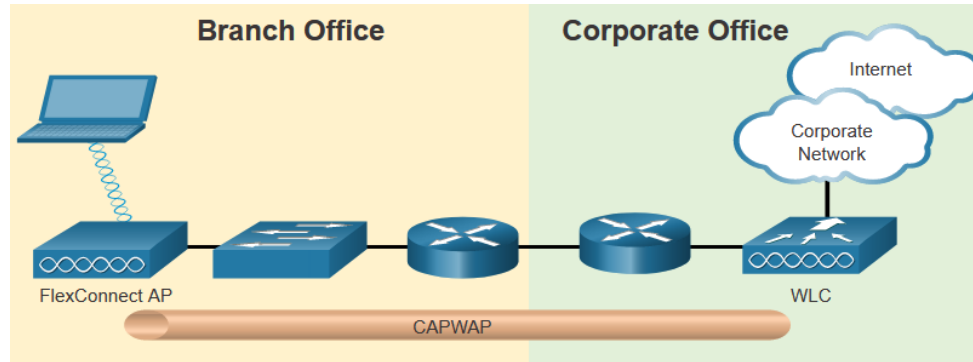 Branch Office
Corporate Office
Internet
Corporate
Network
FlexConnect AP
WLC
CAPWAP